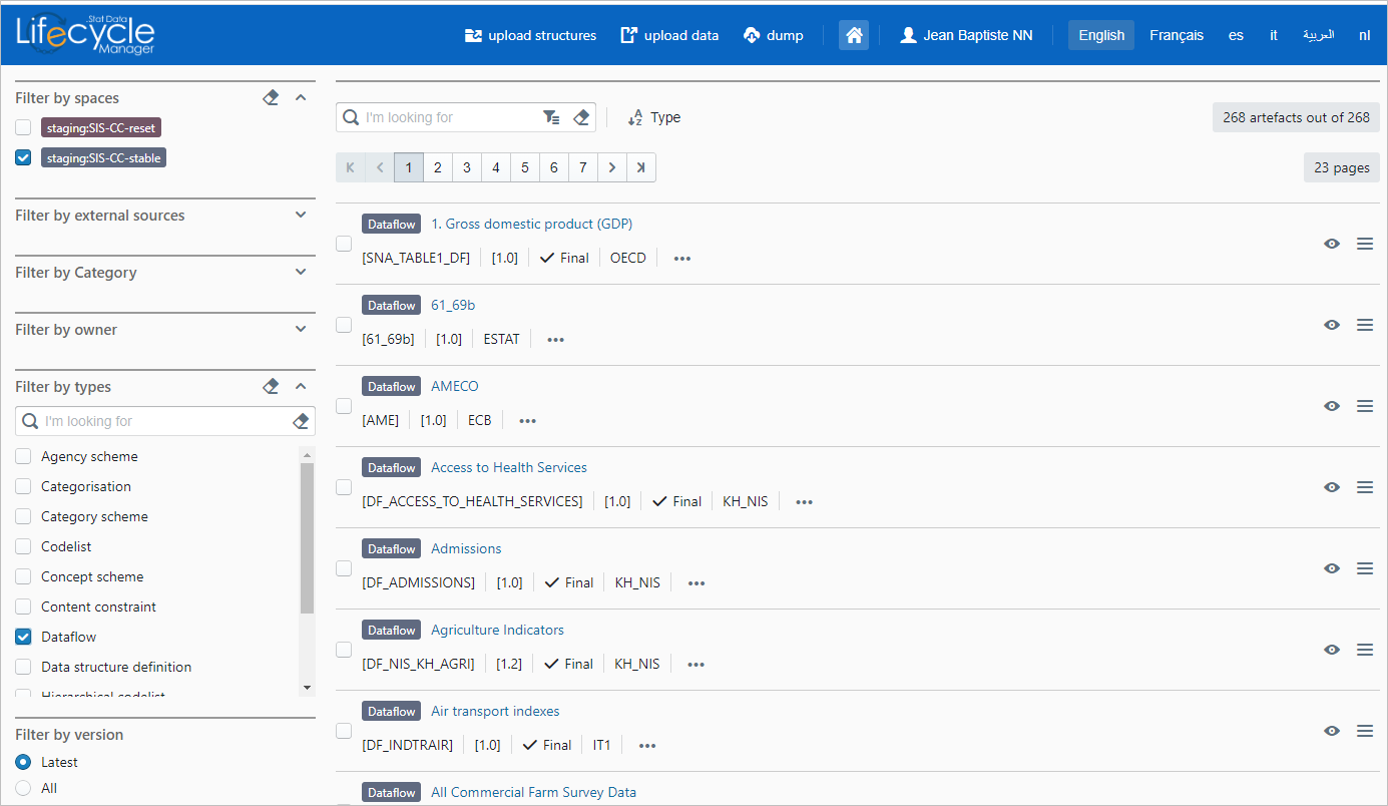 .Stat Data
Lifecycle
Manager
upload structures
upload data
dump
Jean Baptiste NN
English
Français
es
it
العربية
nl
Filter by spaces
staging:SIS-CC-reset
staging:SIS-CC-stable
Filter by external sources
Filter by Category
Filter by owner
Filter by types
I'm looking for
Agency scheme
Categorisation
Category scheme
Codelist
Concept scheme
Content constraint
Dataflow
Data structure definition
Hierarchical codelist
Filter by version
Latest
All
I'm looking for
A Z Type
268 artefacts out of 268
1 2 3 4 5 6 7
23 pages
Dataflow 1. Gross domestic product (GDP)
[SNA_TABLE1_DF] [1.0] Final OECD •••
Dataflow 61_69b
[61_69b] [1.0] ESTAT •••
Dataflow AMECO
[AME] [1.0] ECB •••
Dataflow Access to Health Services
[DF_ACCESS_TO_HEALTH_SERVICES] [1.0] Final KH_NIS •••
Dataflow Admissions
[DF_ADMISSIONS] [1.0] Final KH_NIS •••
Dataflow Agriculture Indicators
[DF_NIS_KH_AGRI] [1.2] Final KH_NIS •••
Dataflow Air transport indexes
[DF_INDTRAIR] [1.0] Final IT1 •••
Dataflow All Commercial Farm Survey Data